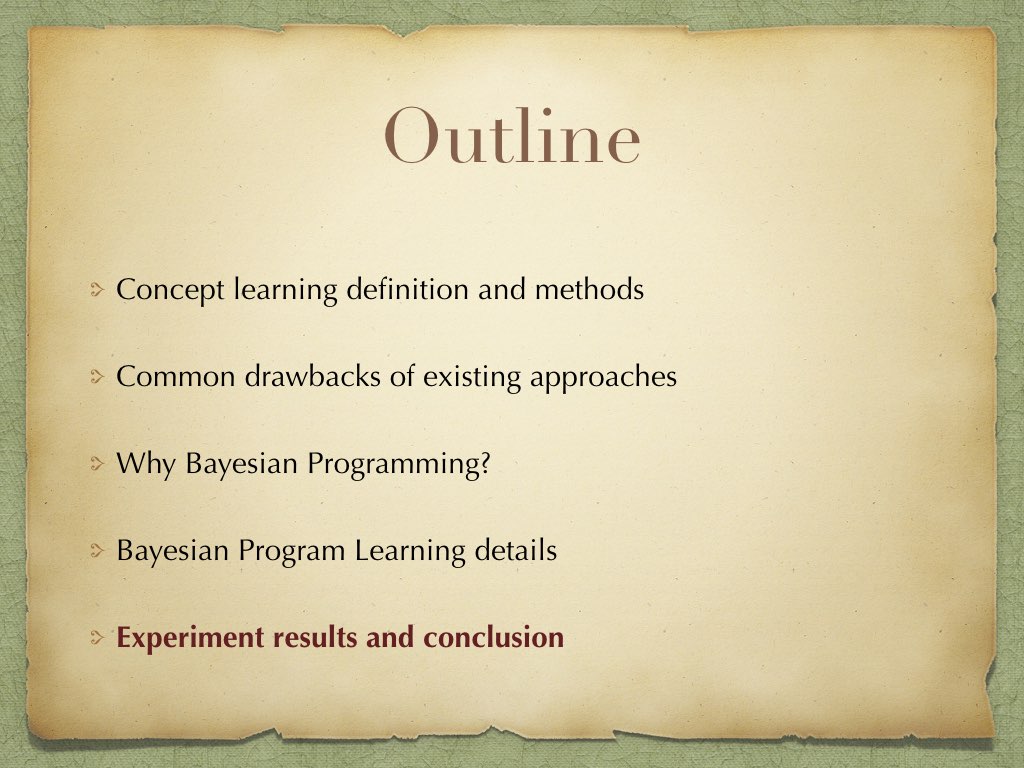 Outline
Concept learning definition and methods
Common drawbacks of existing approaches
Why Bayesian Programming?
Bayesian Program Learning details
Experiment results and conclusion